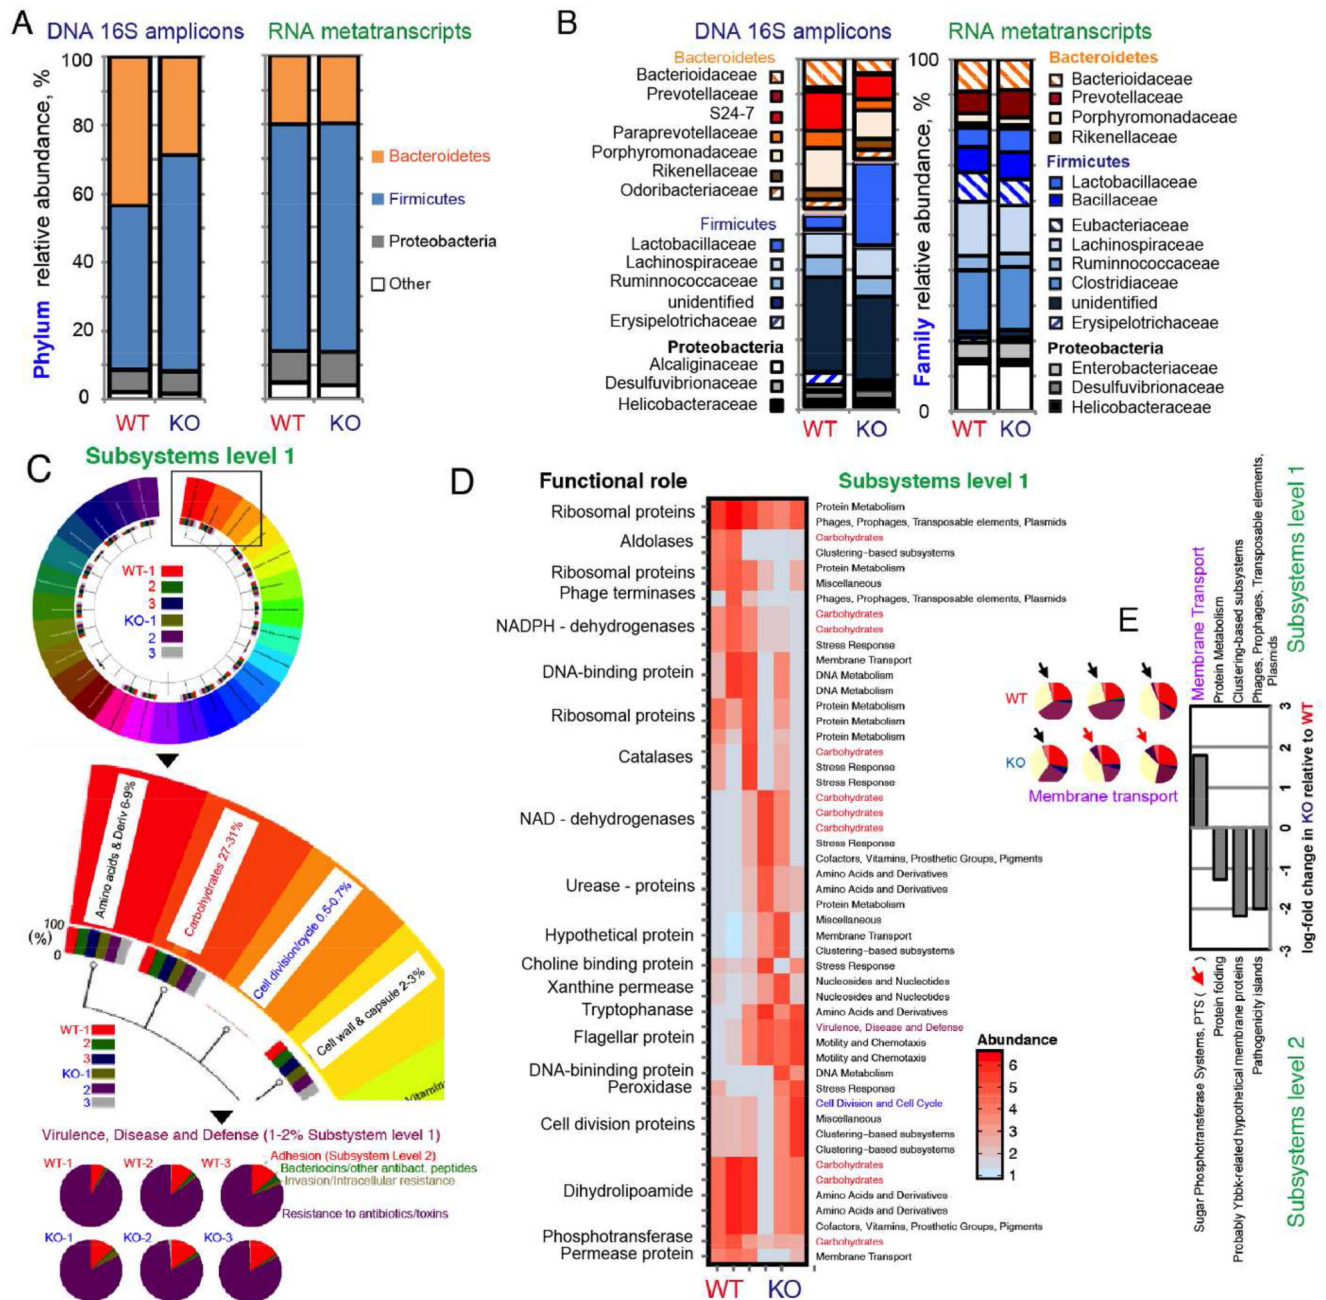 A
DNA 16S amplicons
RNA metatranscripts
Phylum relative abundance, %
100
80
60
40
20
0
WT
KO
WT
KO
Bacteroidetes
Firmicutes
Proteobacteria
Other
B
DNA 16S amplicons
RNA metatranscripts
Bacteroidetes
Bacterioidaceae
Prevotellaceae
S24-7
Paraprevotellaceae
Porphyromonadaceae
Rikenellaceae
Odoribacteriaceae
Firmicutes
Lactobacillaceae
Lachinospiraceae
Ruminnococcaceae
unidentified
Erysipelotrichaceae
Proteobacteria
Alcaliginaceae
Desulfuvibrionaceae
Helicobacteraceae
WT
KO
Family relative abundance, %
100
80
60
40
20
0
WT
KO
Bacteroidetes
Bacterioidaceae
Prevotellaceae
Porphyromonadaceae
Rikenellaceae
Firmicutes
Lactobacillaceae
Bacillaceae
Eubacteriaceae
Lachinospiraceae
Ruminnococcaceae
Clostridiaceae
unidentified
Erysipelotrichaceae
Proteobacteria
Enterobacteriaceae
Desulfuvibrionaceae
Helicobacteraceae
C
Subsystems level 1
WT-1
2
3
KO-1
2
3
Amino acids & Deriv 6-9%
Carbohydrates 27-31%
Cell division/cycle 0.5-0.7%
Cell wall & capsule 2-3%
100
(%)
0
WT-1
2
3
KO-1
2
3
Virulence, Disease and Defense (1-2% Substystem level 1)
WT-1
WT-2
WT-3
Adhesion (Subsystem Level 2)
Bacteriocins/other antibact. peptides
Invasion/Intracellular resistance
Resistance to antibiotics/toxins
KO-1
KO-2
KO-3
D
Functional role
Subsystems level 1
Ribosomal proteins
Aldolases
Ribosomal proteins
Phage terminases
NADPH - dehydrogenases
DNA-binding protein
Ribosomal proteins
Catalases
NAD - dehydrogenases
Urease - proteins
Hypothetical protein
Choline binding protein
Xanthine permease
Tryptophanase
Flagellar protein
DNA-bininding protein
Peroxidase
Cell division proteins
Dihydrolipoamide
Phosphotransferase
Permease protein
Protein Metabolism
Phages, Prophages, Transposable elements, Plasmids
Carbohydrates
Clustering-based subsystems
Protein Metabolism
Miscellaneous
Phages, Prophages, Transposable elements, Plasmids
Carbohydrates
Carbohydrates
Stress Response
Membrane Transport
DNA Metabolism
DNA Metabolism
Protein Metabolism
Protein Metabolism
Protein Metabolism
Carbohydrates
Stress Response
Stress Response
Carbohydrates
Carbohydrates
Carbohydrates
Stress Response
Cofactors, Vitamins, Prosthetic Groups, Pigments
Amino Acids and Derivatives
Amino Acids and Derivatives
Protein Metabolism
Miscellaneous
Membrane Transport
Clustering-based subsystems
Stress Response
Nucleosides and Nucleotides
Nucleosides and Nucleotides
Amino Acids and Derivatives
Virulence, Disease and Defense
Motility and Chemotaxis
Motility and Chemotaxis
DNA Metabolism
Stress Response
Cell Division and Cell Cycle
Miscellaneous
Clustering-based subsystems
Clustering-based subsystems
Carbohydrates
Carbohydrates
Amino Acids and Derivatives
Amino Acids and Derivatives
Cofactors, Vitamins, Prosthetic Groups, Pigments
Carbohydrates
Membrane Transport
WT
KO
Abundance
6
5
4
3
2
1
E
WT
KO
Membrane transport
Membrane Transport
Protein Metabolism
Clustering-based subsystems
Phages, Prophages, Transposable elements,
Plasmids
Subsystems level 1
3
2
1
0
-1
-2
-3
log-fold change in KO relative to WT
Sugar Phosphotransferase Systems, PTS ( )
Protein folding
Probably Ybbk-related hypothetical membrane proteins
Pathogenicity islands
Subsystems level 2